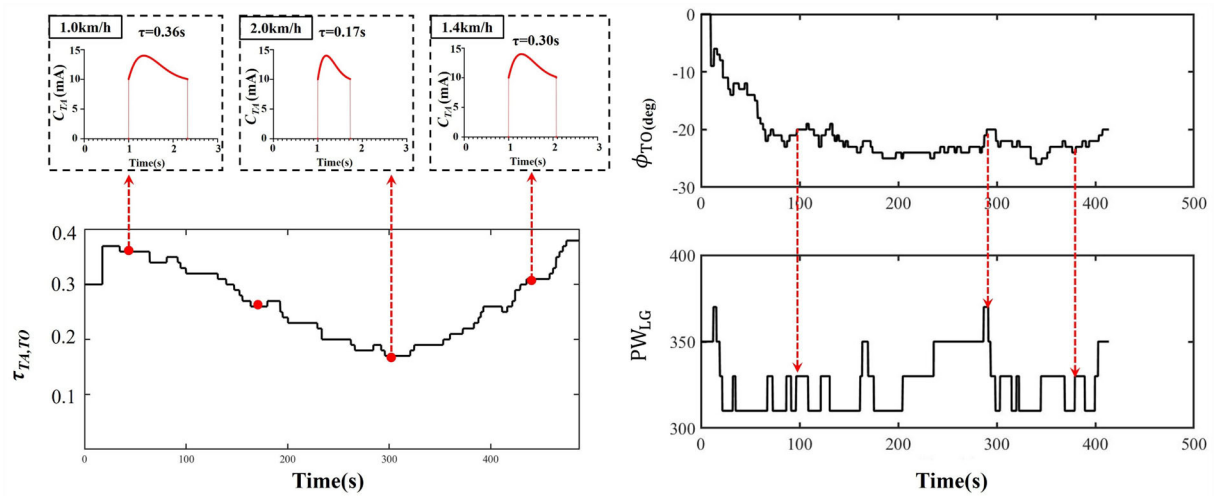 1.0km/h
τ=0.36s
C_TA (mA)
20
15
10
5
0
0 1 2 3
Time(s)
2.0km/h
τ=0.17s
C_TA (mA)
20
15
10
5
0
0 1 2 3
Time(s)
1.4km/h
τ=0.30s
C_TA (mA)
20
15
10
5
0
0 1 2 3
Time(s)
τ_TA,TO
0.4
0.3
0.2
0.1
0 100 200 300 400
Time(s)
ϕ_TO(deg)
0
-10
-20
-30
0 100 200 300 400 500
PW_LG
400
350
300
0 100 200 300 400 500
Time(s)